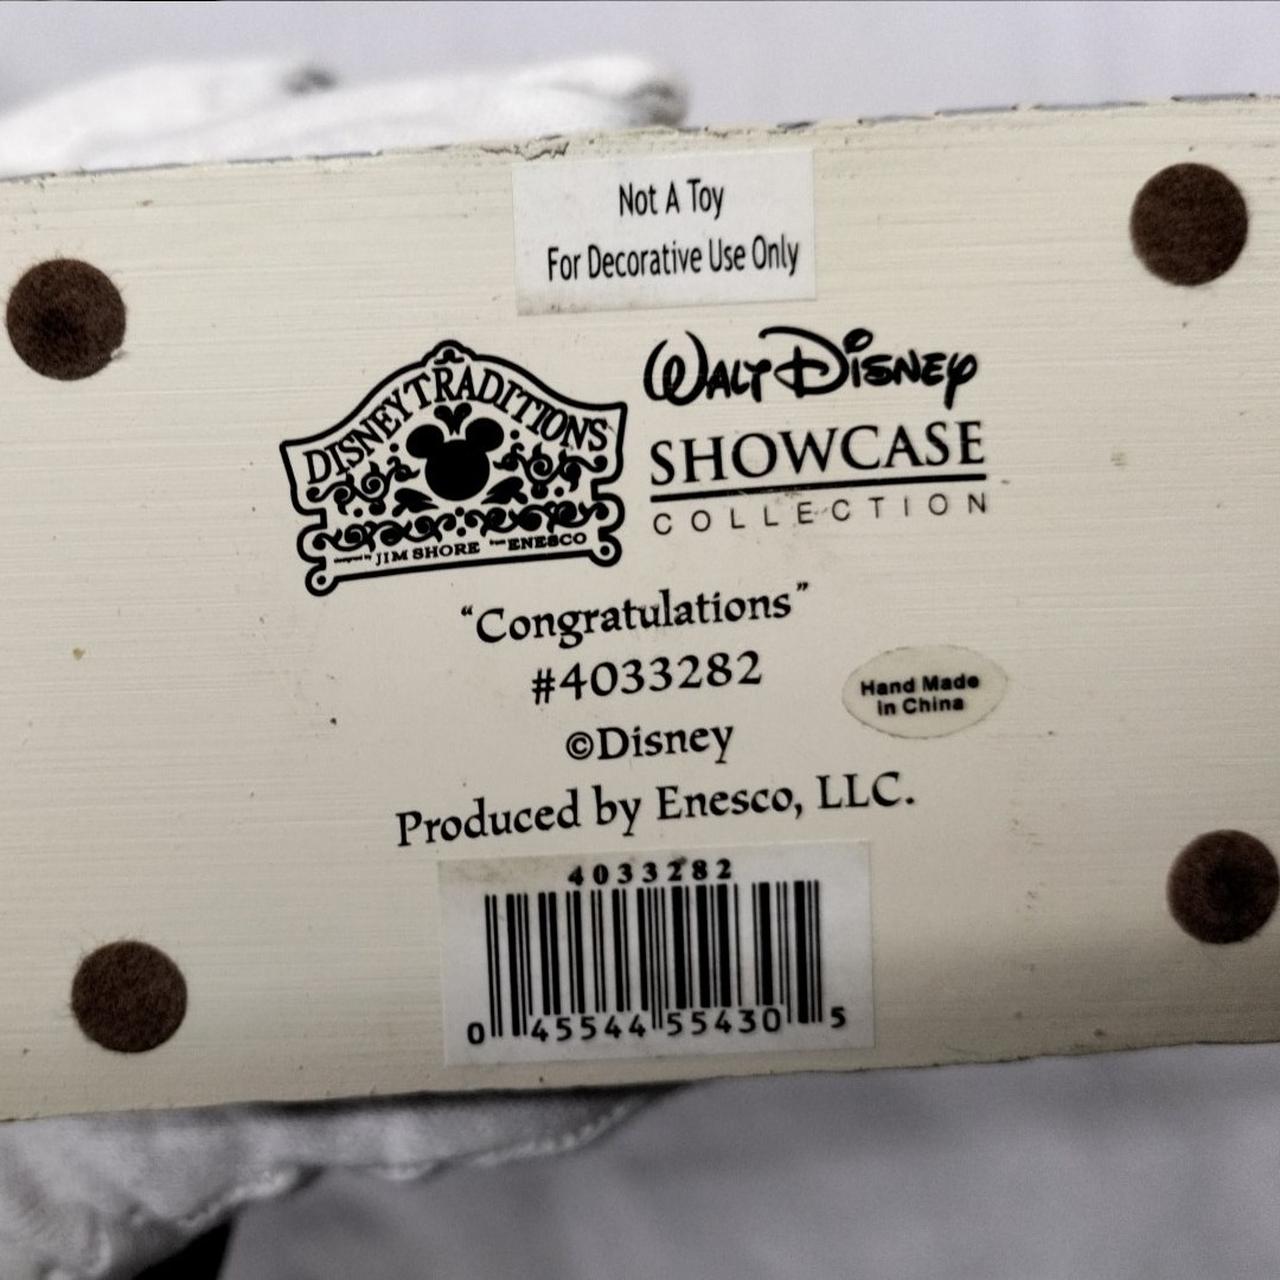 Not A Toy
For Decorative Use Only
DISNEY TRADITIONS
JIM SHORE ENESCO
WALT DISNEY
SHOWCASE
COLLECTION
“Congratulations”
#4033282
©Disney
Hand Made
in China
Produced by Enesco, LLC.
4033282
0 45544 55430 5